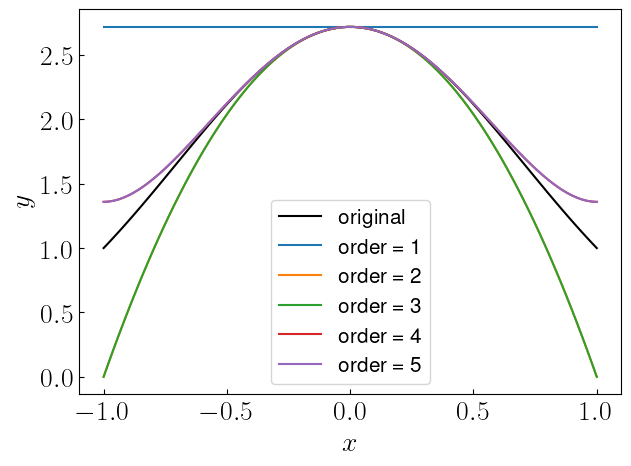 2.5
2.0
1.5
1.0
0.5
0.0
y
original
order = 1
order = 2
order = 3
order = 4
order = 5
−1.0 −0.5 0.0 0.5 1.0
x